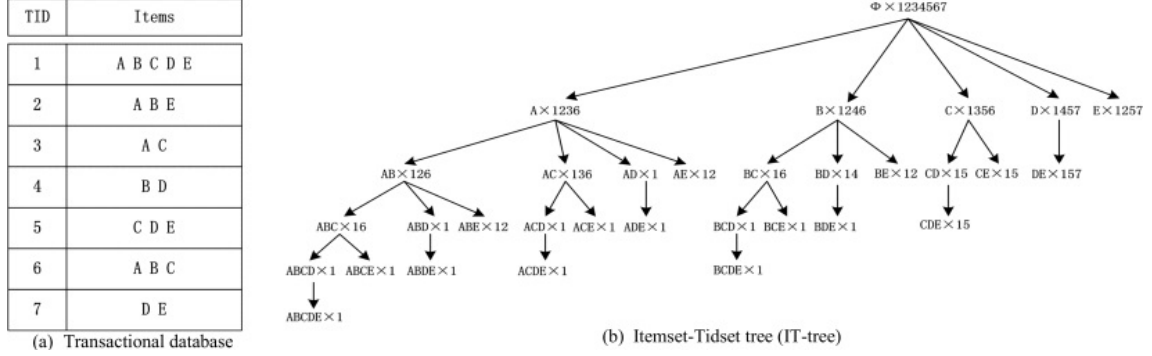 TID Items
1 A B C D E
2 A B E
3 A C
4 B D
5 C D E
6 A B C
7 D E
(a) Transactional database
Φ×1234567
A×1236 B×1246 C×1356 D×1457 E×1257
AB×126 AC×136 AD×1 AE×12 BC×16 BD×14 BE×12 CD×15 CE×15 DE×157
ABC×16 ABD×1 ABE×12 ACD×1 ACE×1 ADE×1 BCD×1 BCE×1 BDE×1 CDE×15
ABCD×1 ABCE×1 ABDE×1 ACDE×1 BCDE×1
ABCDE×1
(b) Itemset-Tidset tree (IT-tree)